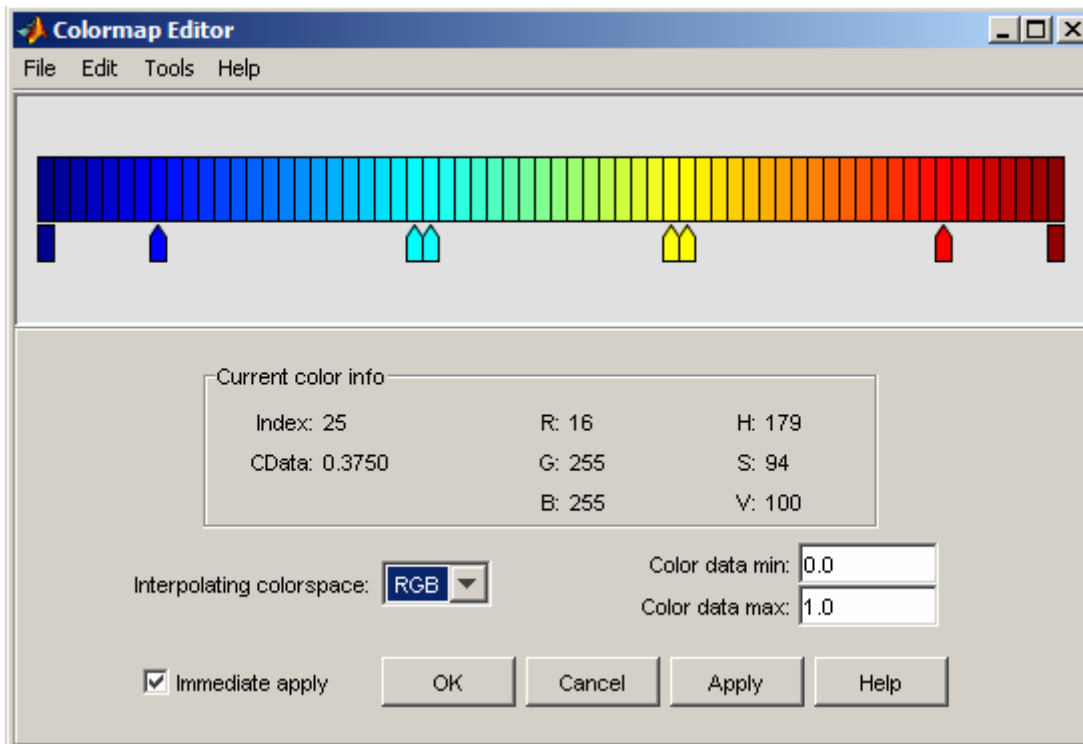 Colormap Editor
File Edit Tools Help
Current color info
Index: 25 R: 16 H: 179
CData: 0.3750 G: 255 S: 94
B: 255 V: 100
Interpolating colorspace: RGB
Color data min: 0.0
Color data max: 1.0
Immediate apply OK Cancel Apply Help